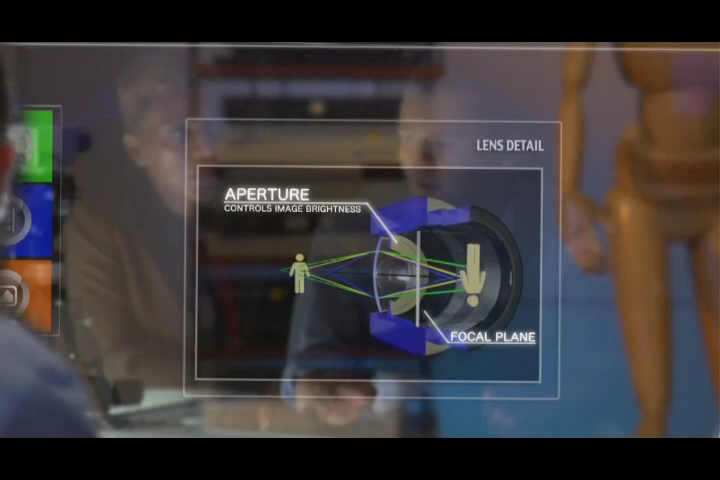 LENS DETAIL
APERTURE
CONTROLS IMAGE BRIGHTNESS
FOCAL PLANE